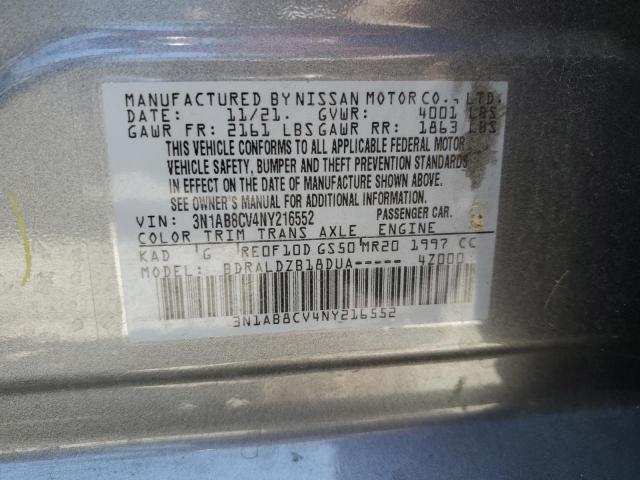 MANUFACTURED BY NISSAN MOTOR CO., LTD.
DATE: 11/21. GVWR: 4001 LBS
GAWR FR: 2161 LBS GAWR RR: 1863 LBS
THIS VEHICLE CONFORMS TO ALL APPLICABLE FEDERAL MOTOR
VEHICLE SAFETY, BUMPER AND THEFT PREVENTION STANDARDS
IN EFFECT ON THE DATE OF MANUFACTURE SHOWN ABOVE.
SEE OWNER'S MANUAL FOR ADDITIONAL INFORMATION
VIN: 3N1AB8CV4NY216552 PASSENGER CAR.
COLOR TRIM TRANS AXLE ENGINE
KAD G RE0F10D GS50 MR20 1997 CC
MODEL: BDRALDZB18DUA----- 4Z000
3N1AB8CV4NY216552